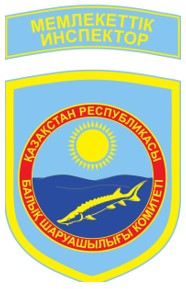 МЕМЛЕКЕТТІК
ИНСПЕКТОР
ҚАЗАҚСТАН РЕСПУБЛИКАСЫ
БАЛЫҚ ШАРУАШЫЛЫҒЫ КОМИТЕТІ